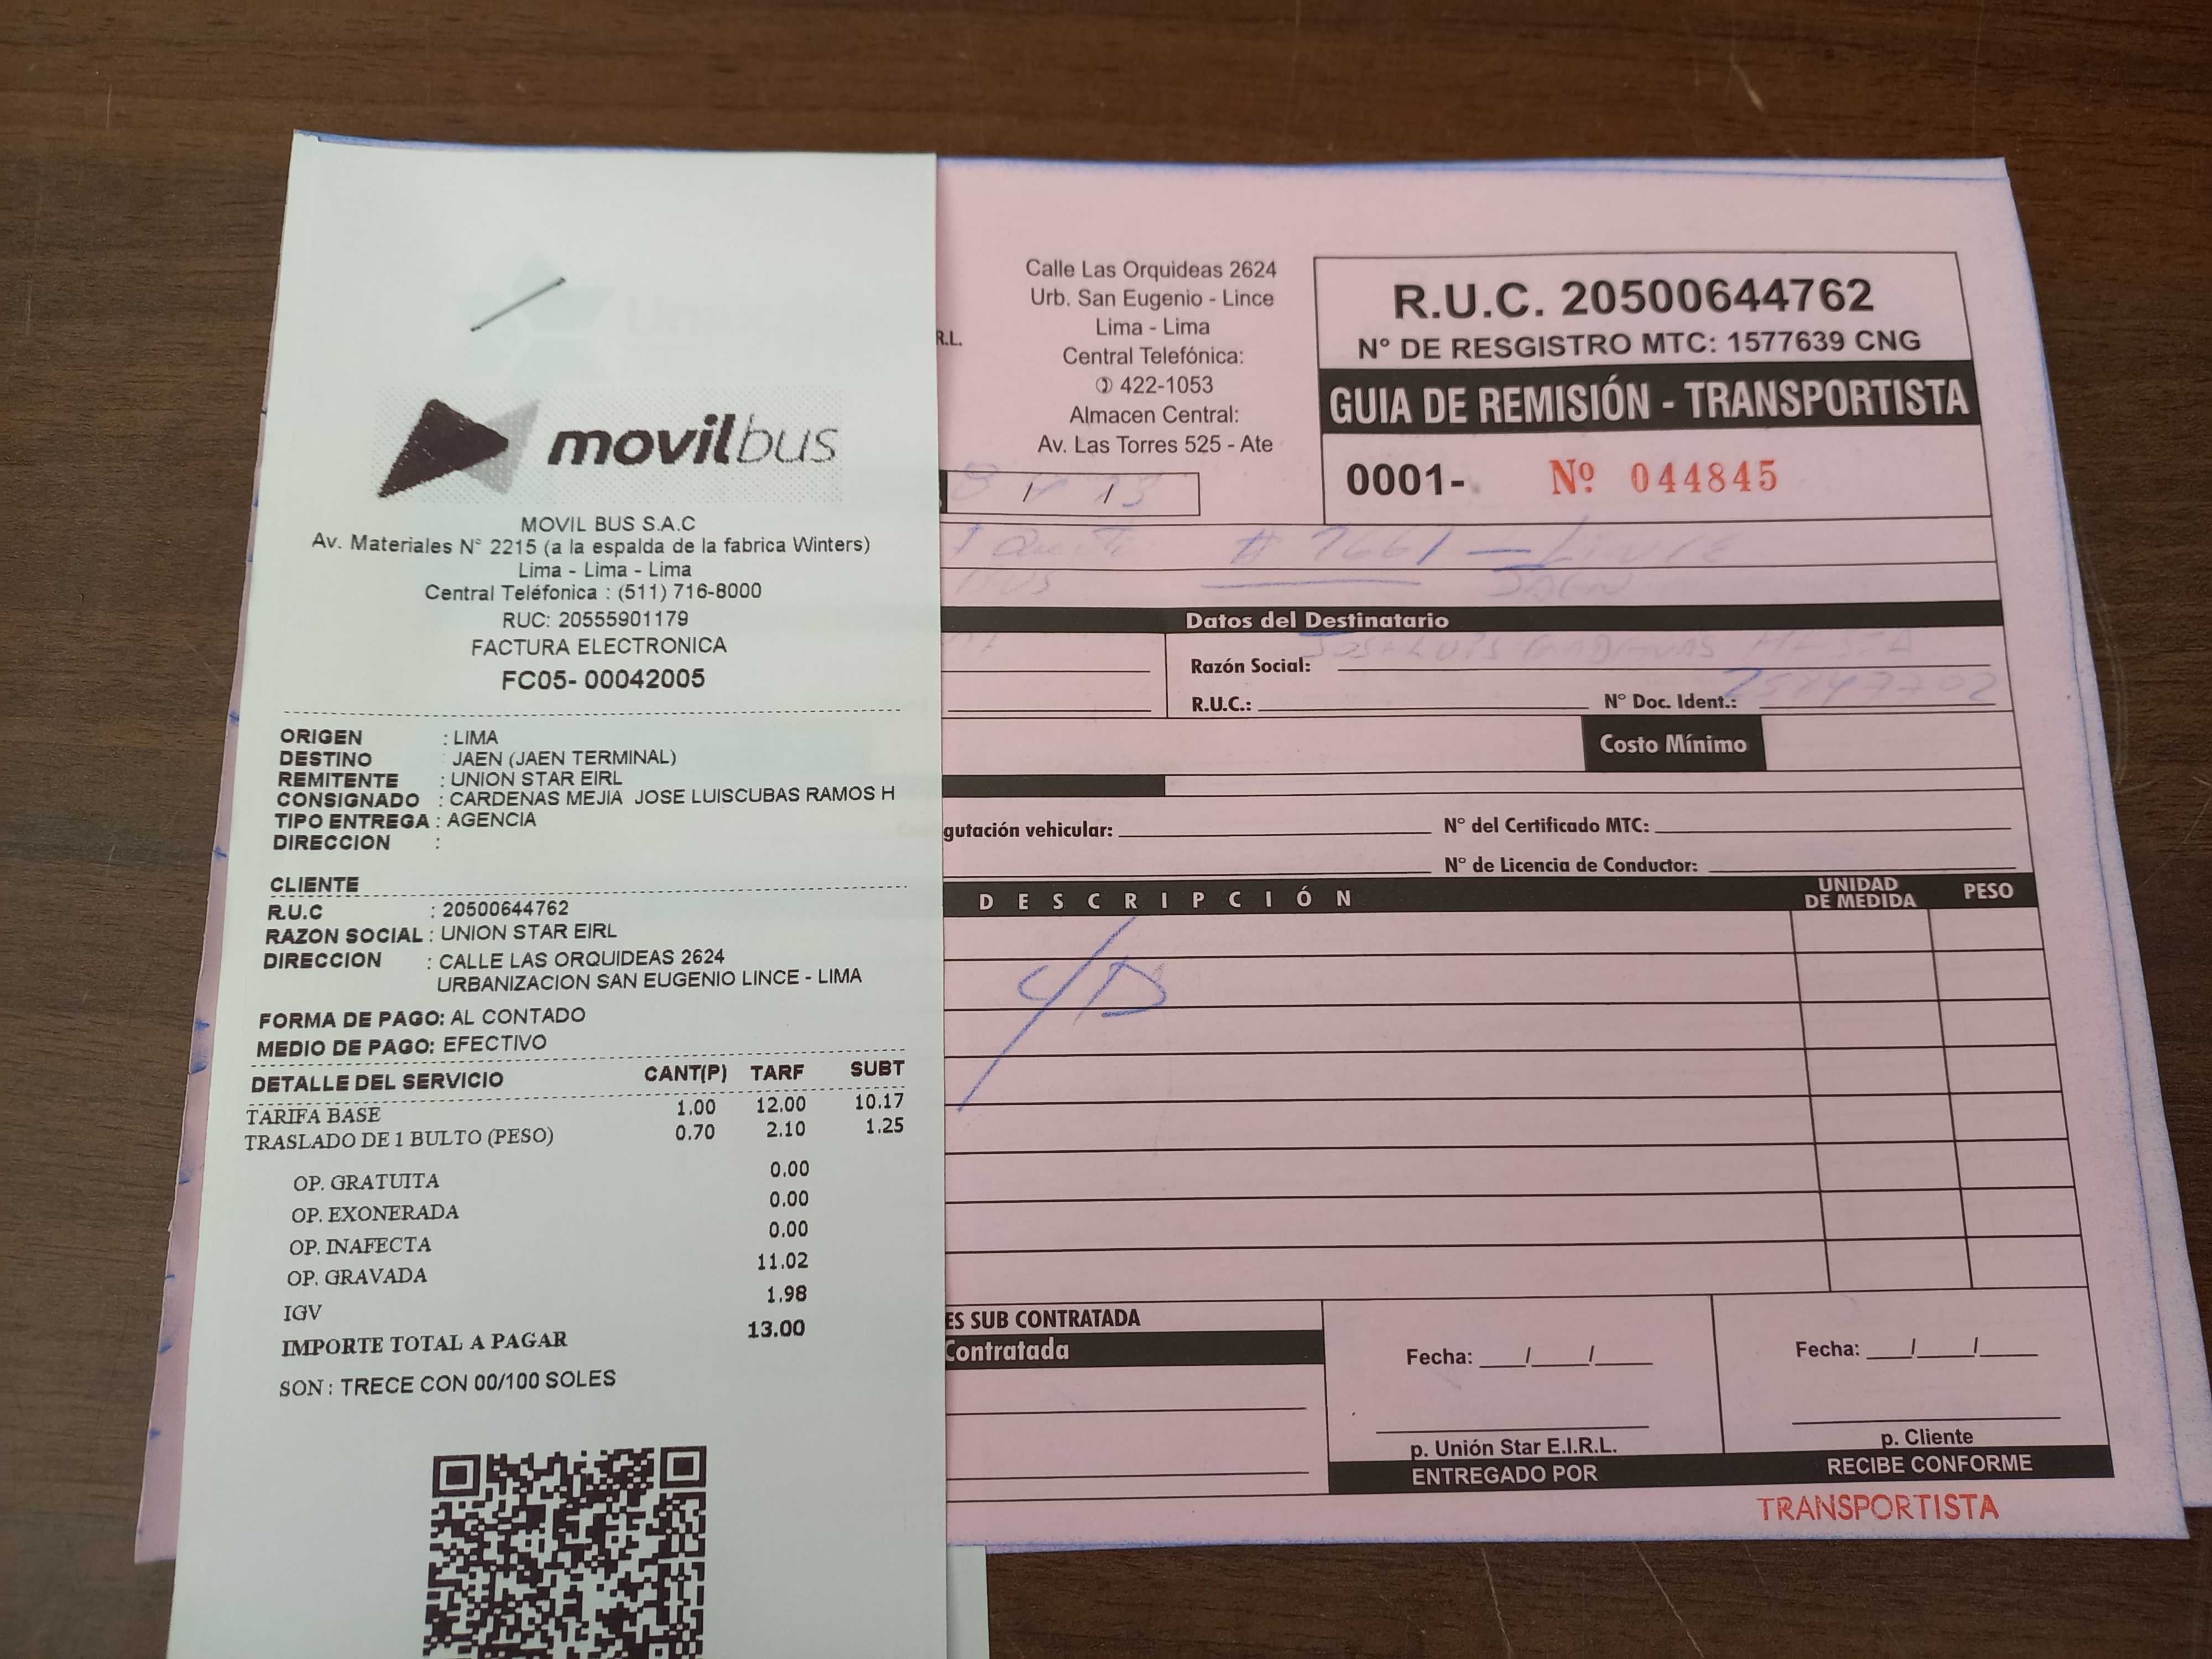 movilbus
MOVIL BUS S.A.C
Av. Materiales N° 2215 (a la espalda de la fabrica Winters)
Lima - Lima - Lima
Central Teléfonica : (511) 716-8000
RUC: 20555901179
FACTURA ELECTRONICA
FC05- 00042005
ORIGEN : LIMA
DESTINO : JAEN (JAEN TERMINAL)
REMITENTE : UNION STAR EIRL
CONSIGNADO : CARDENAS MEJIA JOSE LUISCUBAS RAMOS H
TIPO ENTREGA : AGENCIA
DIRECCION :
CLIENTE
R.U.C : 20500644762
RAZON SOCIAL : UNION STAR EIRL
DIRECCION : CALLE LAS ORQUIDEAS 2624
URBANIZACION SAN EUGENIO LINCE - LIMA
FORMA DE PAGO: AL CONTADO
MEDIO DE PAGO: EFECTIVO
DETALLE DEL SERVICIO CANT(P) TARF SUBT
TARIFA BASE 1.00 12.00 10.17
TRASLADO DE 1 BULTO (PESO) 0.70 2.10 1.25
OP. GRATUITA 0.00
OP. EXONERADA 0.00
OP. INAFECTA 0.00
OP. GRAVADA 11.02
IGV 1.98
IMPORTE TOTAL A PAGAR 13.00
SON : TRECE CON 00/100 SOLES
R.L.
Calle Las Orquideas 2624
Urb. San Eugenio - Lince
Lima - Lima
Central Telefónica:
422-1053
Almacen Central:
Av. Las Torres 525 - Ate
R.U.C. 20500644762
N° DE RESGISTRO MTC: 1577639 CNG
GUIA DE REMISIÓN - TRANSPORTISTA
0001- Nº 044845
JAEN
Datos del Destinatario
Razón Social: JOSE LUIS
R.U.C.: N° Doc. Ident.:
Costo Mínimo
gutación vehicular: N° del Certificado MTC:
N° de Licencia de Conductor:
DESCRIPCIÓN UNIDAD DE MEDIDA PESO
ES SUB CONTRATADA
Contratada
Fecha: / /
p. Unión Star E.I.R.L.
ENTREGADO POR
Fecha: / /
p. Cliente
RECIBE CONFORME
TRANSPORTISTA